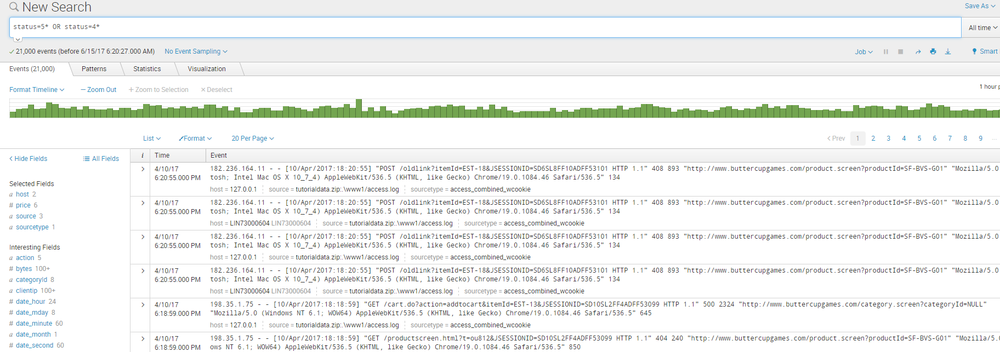 New Search
Save As
status=5* OR status=4*
All time
21,000 events (before 6/15/17 6:20:27.000 AM)
No Event Sampling
Job
Smart
Events (21,000)
Patterns
Statistics
Visualization
Format Timeline
— Zoom Out
+ Zoom to Selection
× Deselect
1 hour p
List
Format
20 Per Page
< Prev
1
2
3
4
5
6
7
8
9
...
< Hide Fields
All Fields
Selected Fields
a host 2
# price 6
a source 3
a sourcetype 1
Interesting Fields
a action 5
# bytes 100+
a categoryId 8
a clientip 100+
# date_hour 24
# date_mday 8
# date_minute 60
a date_month 1
# date_second 60
i
Time
Event
4/10/17
6:20:55.000 PM
182.236.164.11 - - [10/Apr/2017:18:20:55] "POST /oldlink?itemId=EST-18&JSESSIONID=SD6SL8FF10ADFF53101 HTTP 1.1" 408 893 "http://www.buttercupgames.com/product.screen?productId=SF-BVS-G01" "Mozilla/5.0
tosh; Intel Mac OS X 10_7_4) AppleWebKit/536.5 (KHTML, like Gecko) Chrome/19.0.1084.46 Safari/536.5" 134
host = 127.0.0.1 source = tutorialdata.zip:.\www1/access.log sourcetype = access_combined_wcookie
4/10/17
6:20:55.000 PM
182.236.164.11 - - [10/Apr/2017:18:20:55] "POST /oldlink?itemId=EST-18&JSESSIONID=SD6SL8FF10ADFF53101 HTTP 1.1" 408 893 "http://www.buttercupgames.com/product.screen?productId=SF-BVS-G01" "Mozilla/5.0
tosh; Intel Mac OS X 10_7_4) AppleWebKit/536.5 (KHTML, like Gecko) Chrome/19.0.1084.46 Safari/536.5" 134
host = LIN73000604 LIN73000604 source = tutorialdata.zip:.\www1/access.log sourcetype = access_combined_wcookie
4/10/17
6:20:55.000 PM
182.236.164.11 - - [10/Apr/2017:18:20:55] "POST /oldlink?itemId=EST-18&JSESSIONID=SD6SL8FF10ADFF53101 HTTP 1.1" 408 893 "http://www.buttercupgames.com/product.screen?productId=SF-BVS-G01" "Mozilla/5.0
tosh; Intel Mac OS X 10_7_4) AppleWebKit/536.5 (KHTML, like Gecko) Chrome/19.0.1084.46 Safari/536.5" 134
host = 127.0.0.1 source = tutorialdata.zip:.\www1/access.log sourcetype = access_combined_wcookie
4/10/17
6:20:55.000 PM
182.236.164.11 - - [10/Apr/2017:18:20:55] "POST /oldlink?itemId=EST-18&JSESSIONID=SD6SL8FF10ADFF53101 HTTP 1.1" 408 893 "http://www.buttercupgames.com/product.screen?productId=SF-BVS-G01" "Mozilla/5.0
tosh; Intel Mac OS X 10_7_4) AppleWebKit/536.5 (KHTML, like Gecko) Chrome/19.0.1084.46 Safari/536.5" 134
host = LIN73000604 LIN73000604 source = tutorialdata.zip:.\www1/access.log sourcetype = access_combined_wcookie
4/10/17
6:18:59.000 PM
198.35.1.75 - - [10/Apr/2017:18:18:59] "GET /cart.do?action=addtocart&itemId=EST-13&JSESSIONID=SD10SL2FF4ADFF53099 HTTP 1.1" 500 2324 "http://www.buttercupgames.com/category.screen?categoryId=NULL"
"Mozilla/5.0 (Windows NT 6.1; WOW64) AppleWebKit/536.5 (KHTML, like Gecko) Chrome/19.0.1084.46 Safari/536.5" 645
host = 127.0.0.1 source = tutorialdata.zip:.\www1/access.log sourcetype = access_combined_wcookie
4/10/17
6:18:59.000 PM
198.35.1.75 - - [10/Apr/2017:18:18:59] "GET /productscreen.html?t=ou812&JSESSIONID=SD10SL2FF4ADFF53099 HTTP 1.1" 404 240 "http://www.buttercupgames.com/product.screen?productId=SF-BVS-G01" "Mozilla/5.0
ows NT 6.1; WOW64) AppleWebKit/536.5 (KHTML, like Gecko) Chrome/19.0.1084.46 Safari/536.5" 850